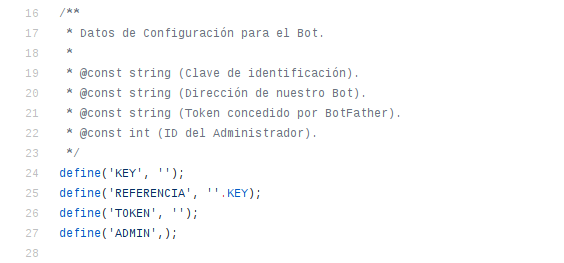 16 /**
17 * Datos de Configuración para el Bot.
18 *
19 * @const string (Clave de identificación).
20 * @const string (Dirección de nuestro Bot).
21 * @const string (Token concedido por BotFather).
22 * @const int (ID del Administrador).
23 */
24 define('KEY', '');
25 define('REFERENCIA', ''.KEY);
26 define('TOKEN', '');
27 define('ADMIN',);
28